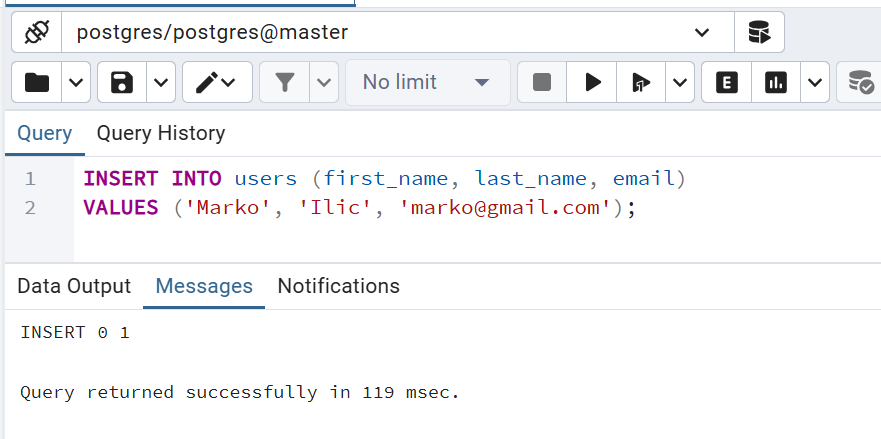 postgres/postgres@master
No limit
E
Query Query History
1 INSERT INTO users (first_name, last_name, email)
2 VALUES ('Marko', 'Ilic', 'marko@gmail.com');
Data Output Messages Notifications
INSERT 0 1
Query returned successfully in 119 msec.